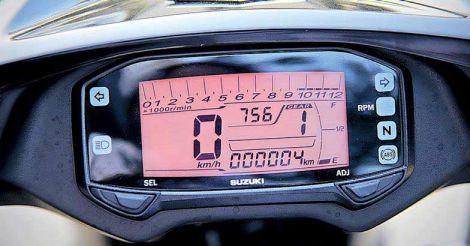 0 1 2 3 4 5 6 7 8 9 10 11 12
×1000r/min
756
GEAR
F
RPM
0
1
1/2
N
km/h
000004 km
E
ABS
SEL
SUZUKI
ADJ